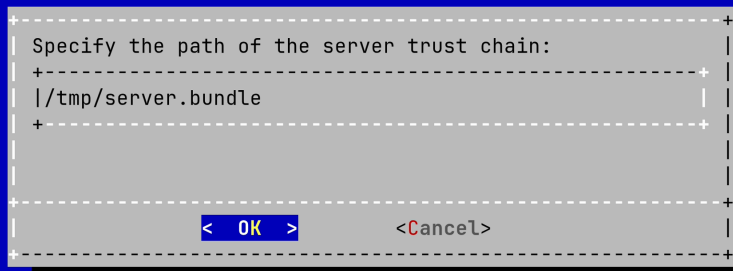 Specify the path of the server trust chain:
/tmp/server.bundle
< OK > <Cancel>